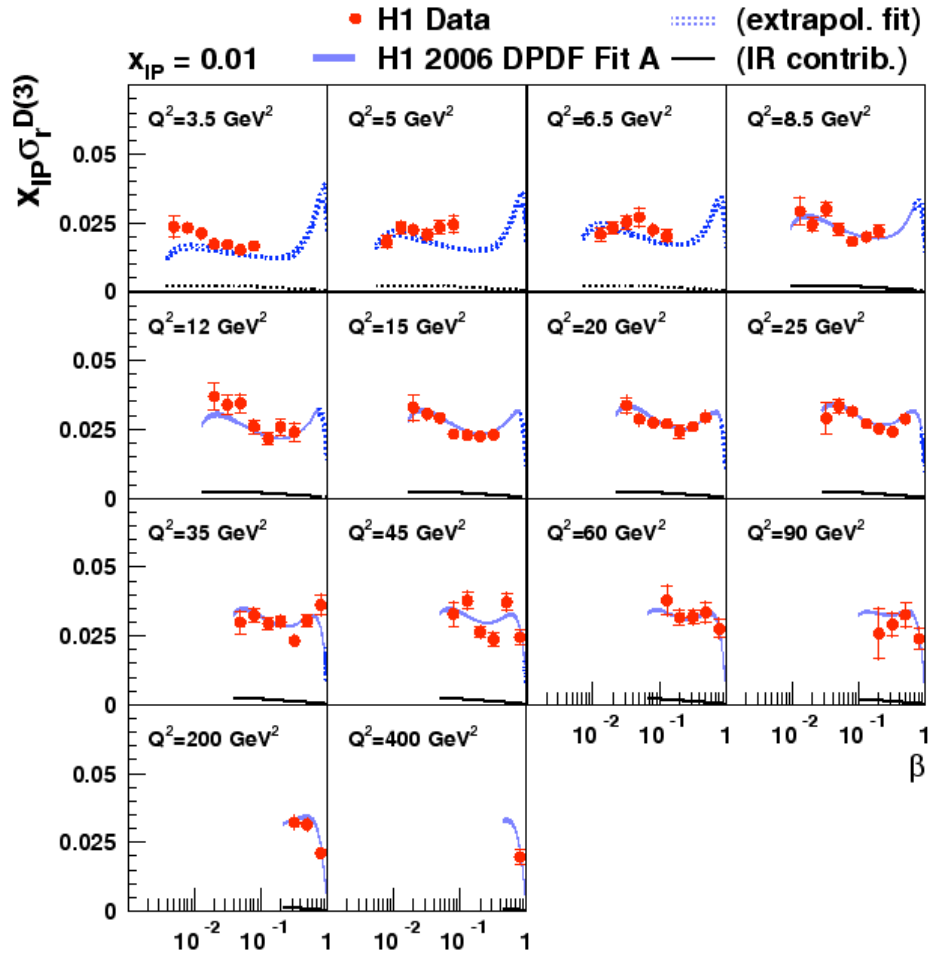 H1 Data (extrapol. fit)
x_IP = 0.01 H1 2006 DPDF Fit A (IR contrib.)
x_IP σ_r^D(3)
Q²=3.5 GeV² Q²=5 GeV² Q²=6.5 GeV² Q²=8.5 GeV²
0.05
0.025
0
Q²=12 GeV² Q²=15 GeV² Q²=20 GeV² Q²=25 GeV²
0.05
0.025
0
Q²=35 GeV² Q²=45 GeV² Q²=60 GeV² Q²=90 GeV²
0.05
0.025
0
10⁻² 10⁻¹ 1 10⁻² 10⁻¹ 1
β
Q²=200 GeV² Q²=400 GeV²
0.05
0.025
0
10⁻² 10⁻¹ 1 10⁻² 10⁻¹ 1